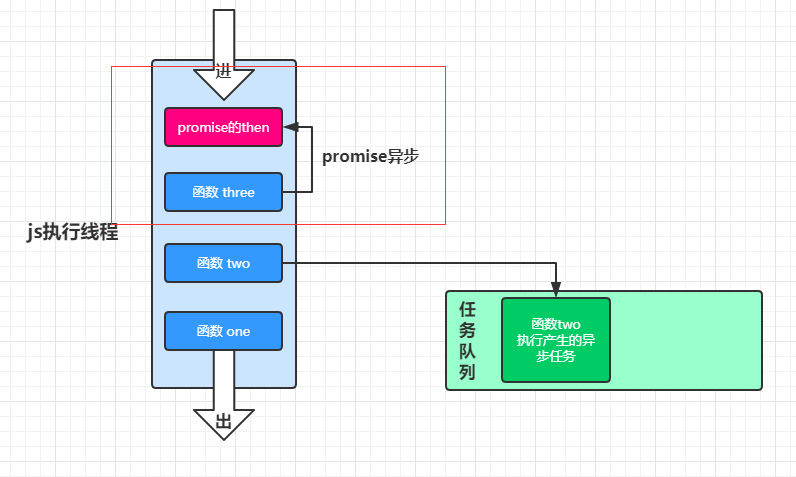 进
promise的then
promise异步
函数 three
js执行线程
函数 two
函数 one
任
务
队
列
函数two
执行产生的异
步任务
出